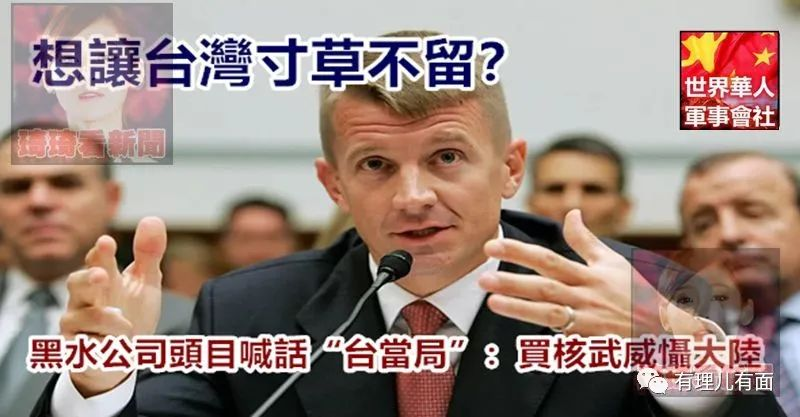 想讓台灣寸草不留？
世界華人
軍事會社
琦琦看新聞
黑水公司頭目喊話“台當局”：買核武威懾大陸
有理儿有面